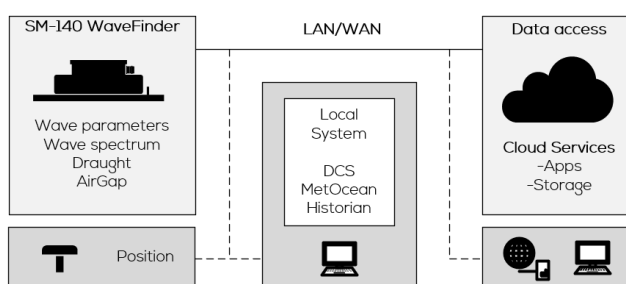 SM-140 WaveFinder
Wave parameters
Wave spectrum
Draught
AirGap
Position
LAN/WAN
Local
System
DCS
MetOcean
Historian
Data access
Cloud Services
-Apps
-Storage